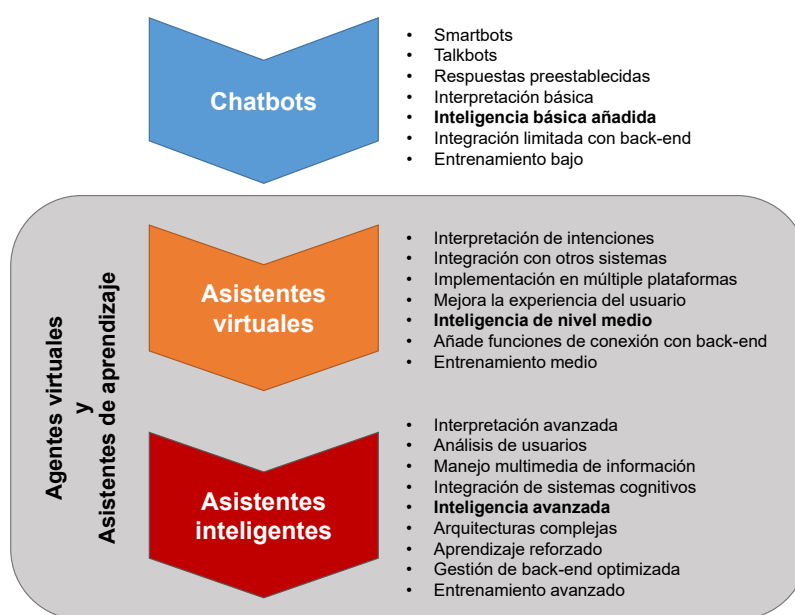 Chatbots
• Smartbots
• Talkbots
• Respuestas preestablecidas
• Interpretación básica
• Inteligencia básica añadida
• Integración limitada con back-end
• Entrenamiento bajo
Agentes virtuales
y
Asistentes de aprendizaje
Asistentes
virtuales
• Interpretación de intenciones
• Integración con otros sistemas
• Implementación en múltiple plataformas
• Mejora la experiencia del usuario
• Inteligencia de nivel medio
• Añade funciones de conexión con back-end
• Entrenamiento medio
Asistentes
inteligentes
• Interpretación avanzada
• Análisis de usuarios
• Manejo multimedia de información
• Integración de sistemas cognitivos
• Inteligencia avanzada
• Arquitecturas complejas
• Aprendizaje reforzado
• Gestión de back-end optimizada
• Entrenamiento avanzado